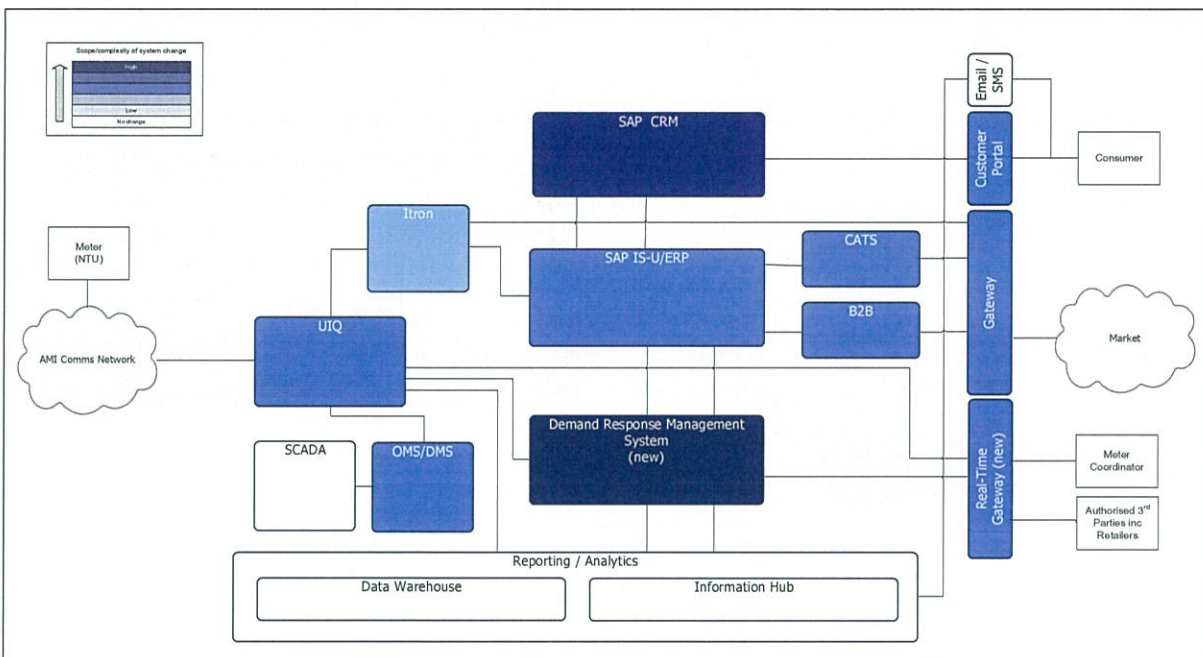 Scope/complexity of system change
High
Low
No change
Email /
SMS
SAP CRM
Customer
Portal
Consumer
Itron
Meter
(NTU)
SAP IS-U/ERP
CATS
Gateway
UIQ
B2B
AMI Comms Network
Market
Demand Response Management
System
(new)
SCADA
OMS/DMS
Real-Time
Gateway (new)
Meter
Coordinator
Authorised 3rd
Parties inc
Retailers
Reporting / Analytics
Data Warehouse
Information Hub